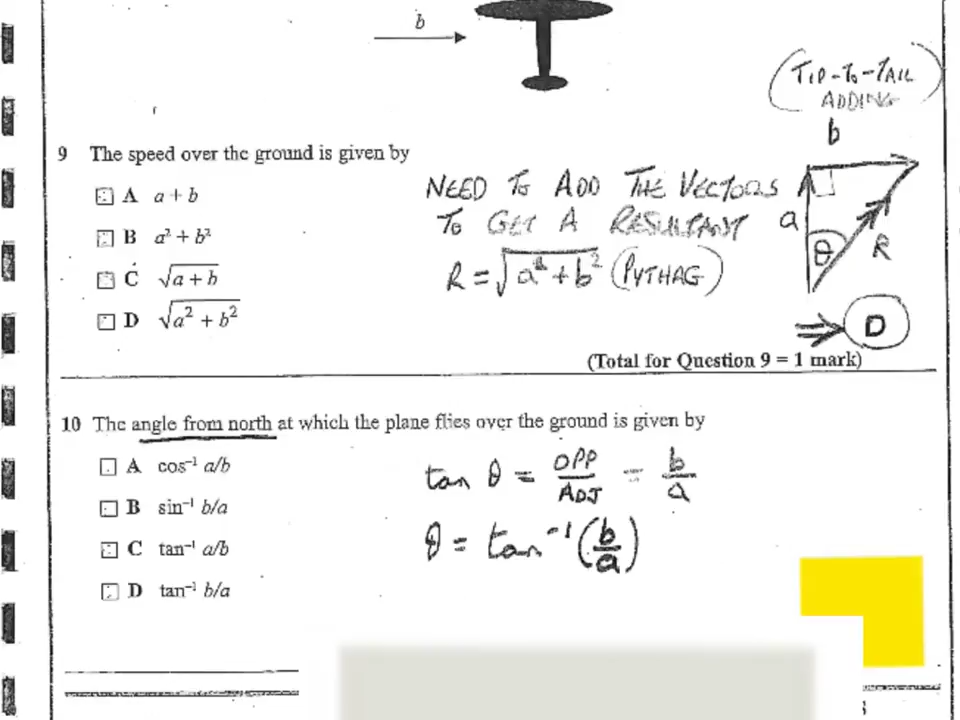 b
(TIP-TO-TAIL
ADDING)
b
9 The speed over the ground is given by
A a + b
B a² + b²
C √(a + b)
D √(a² + b²)
NEED TO ADD THE VECTORS
TO GET A RESULTANT
R = √(a² + b²) (PYTHAG)
a
θ
R
⇒ D
(Total for Question 9 = 1 mark)
10 The angle from north at which the plane flies over the ground is given by
A cos⁻¹ a/b
B sin⁻¹ b/a
C tan⁻¹ a/b
D tan⁻¹ b/a
tan θ = OPP/ADJ = b/a
θ = tan⁻¹(b/a)